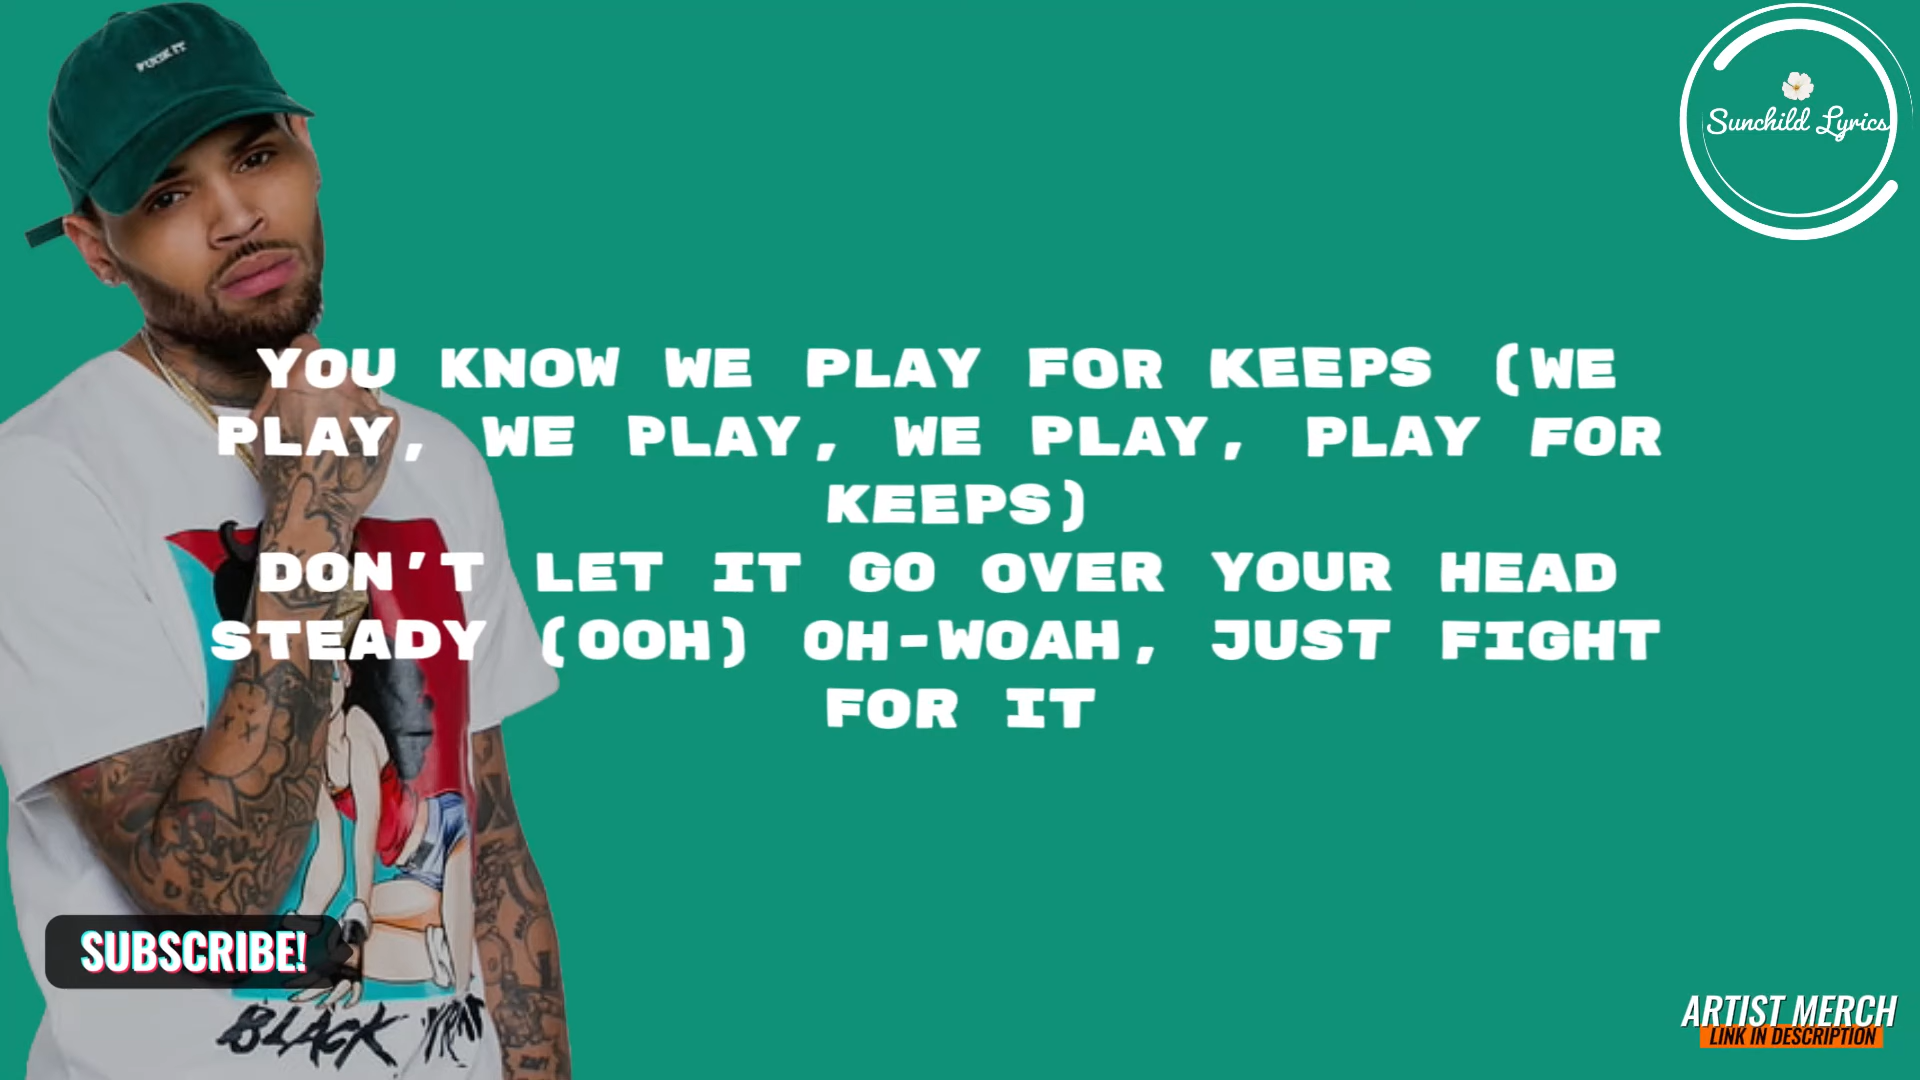 Sunchild Lyrics
YOU KNOW WE PLAY FOR KEEPS (WE
PLAY, WE PLAY, WE PLAY, PLAY FOR
KEEPS)
DON'T LET IT GO OVER YOUR HEAD
STEADY (OOH) OH-WOAH, JUST FIGHT
FOR IT
SUBSCRIBE!
BLACK
ARTIST MERCH
LINK IN DESCRIPTION